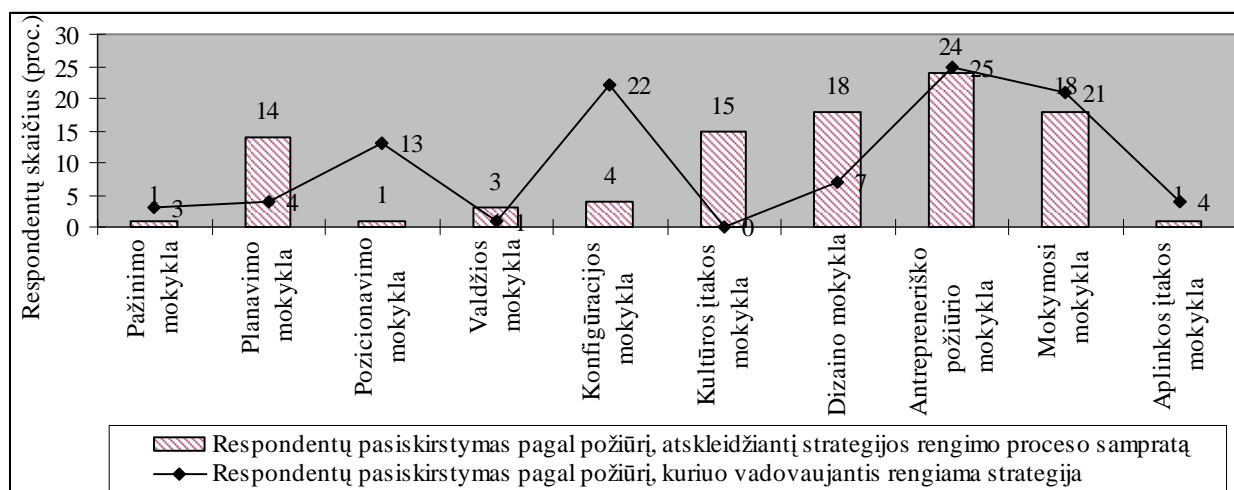 Respondentų skaičius (proc.
30
25
20
15
10
5
0
1
3
14
4
1
13
3
1
4
22
15
0
18
7
24
25
18
21
1
4
Pažinimo
mokykla
Planavimo
mokykla
Pozicionavimo
mokykla
Valdžios
mokykla
Konfigūracijos
mokykla
Kultūros įtakos
mokykla
Dizaino mokykla
Antrepreneriško
požiūrio
mokykla
Mokymosi
mokykla
Aplinkos įtakos
mokykla
Respondentų pasiskirstymas pagal požiūrį, atskleidžiantį strategijos rengimo proceso sampratą
Respondentų pasiskirstymas pagal požiūrį, kuriuo vadovaujantis rengiama strategija